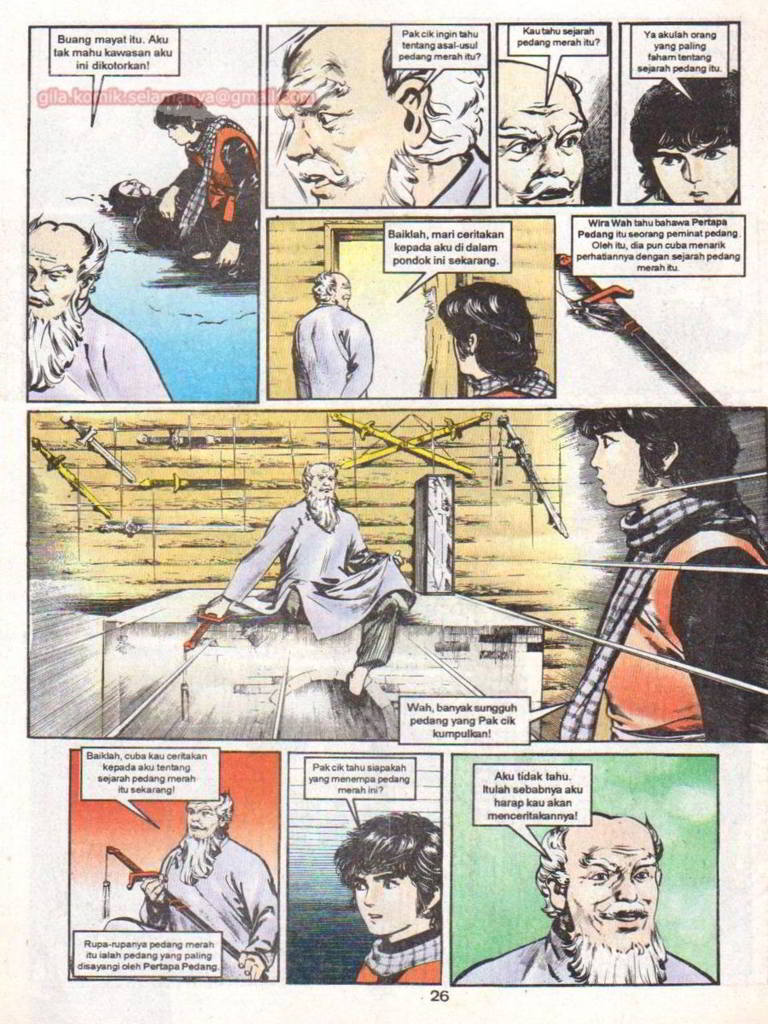 Buang mayat itu. Aku
tak mahu kawasan aku
ini dikotorkan!
gila.komik.selamanya@gmail.com
Pak cik ingin tahu
tentang asal-usul
pedang merah itu?
Kau tahu sejarah
pedang merah itu?
Ya akulah orang
yang paling
faham tentang
sejarah pedang itu.
Baiklah, mari ceritakan
kepada aku di dalam
pondok ini sekarang.
Wira Wah tahu bahawa Pertapa
Pedang itu seorang peminat pedang.
Oleh itu, dia pun cuba menarik
perhatiannya dengan sejarah pedang
merah itu.
Wah, banyak sungguh
pedang yang Pak cik
kumpulkan!
Baiklah, cuba kau ceritakan
kepada aku tentang
sejarah pedang merah
itu sekarang!
Rupa-rupanya pedang merah
itu ialah pedang yang paling
disayangi oleh Pertapa Pedang.
Pak cik tahu siapakah
yang menempa pedang
merah ini?
Aku tidak tahu.
Itulah sebabnya aku
harap kau akan
menceritakannya!
26